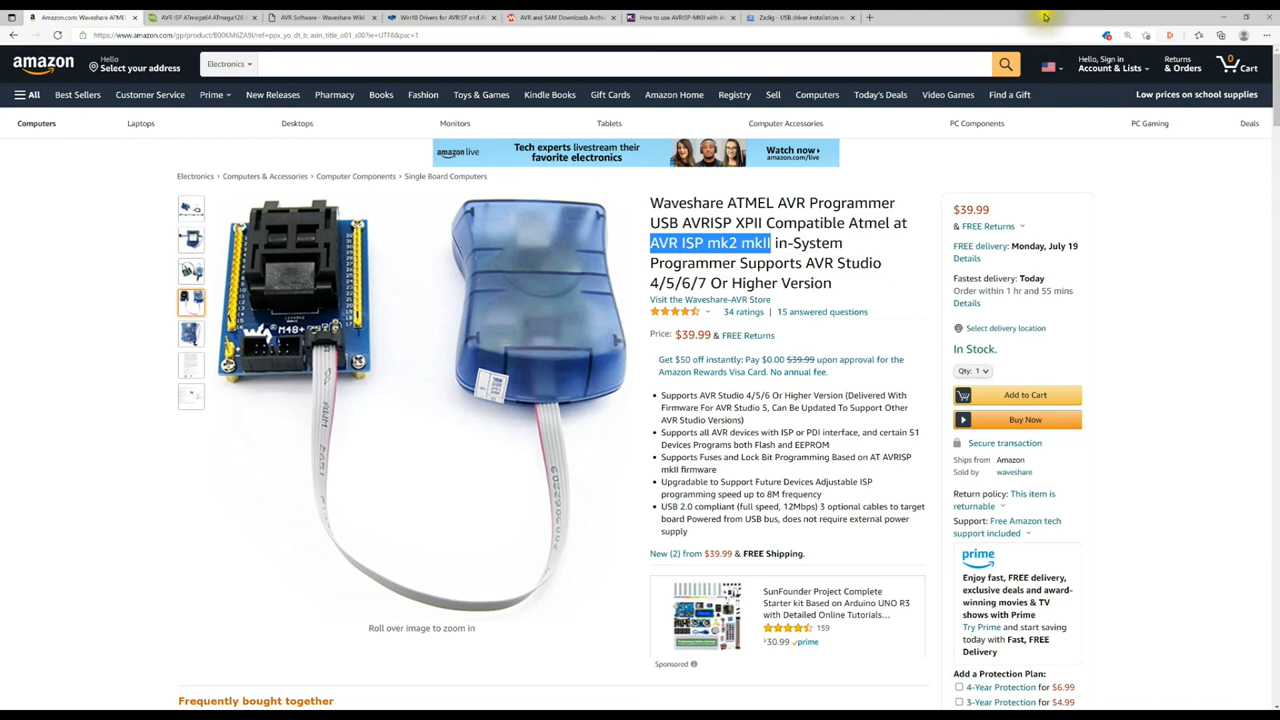 Amazon.com: Waveshare ATME
AVR ISP ATmega64 ATmega128
AVR Software - Waveshare Wiki
Win10 Drivers for AVRISP and A
AVR and SAM Downloads Archiv
How to use AVRISP-MKII with A
Zadig - USB driver installation m
https://www.amazon.com/gp/product/B00KM6ZA9I/ref=ppx_yo_dt_b_asin_title_o01_s00?ie=UTF8&psc=1
amazon
Hello
Select your address
Electronics
Hello, Sign in
Account & Lists
Returns
& Orders
0
Cart
All
Best Sellers
Customer Service
Prime
New Releases
Pharmacy
Books
Fashion
Toys & Games
Kindle Books
Gift Cards
Amazon Home
Registry
Sell
Computers
Today's Deals
Video Games
Find a Gift
Low prices on school supplies
Computers
Laptops
Desktops
Monitors
Tablets
Computer Accessories
PC Components
PC Gaming
Deals
amazon live
Tech experts livestream their
favorite electronics
Watch now ›
amazon.com/live
Electronics › Computers & Accessories › Computer Components › Single Board Computers
Waveshare ATMEL AVR Programmer
USB AVRISP XPII Compatible Atmel at
AVR ISP mk2 mkII in-System
Programmer Supports AVR Studio
4/5/6/7 Or Higher Version
Visit the Waveshare-AVR Store
34 ratings | 15 answered questions
Price: $39.99 & FREE Returns
Get $50 off instantly: Pay $0.00 $39.99 upon approval for the
Amazon Rewards Visa Card. No annual fee.
• Supports AVR Studio 4/5/6 Or Higher Version (Delivered With
Firmware For AVR Studio 5, Can Be Updated To Support Other
AVR Studio Versions)
• Supports all AVR devices with ISP or PDI interface, and certain 51
Devices Programs both Flash and EEPROM
• Supports Fuses and Lock Bit Programming Based on AT AVRISP
mkII firmware
• Upgradable to Support Future Devices Adjustable ISP
programming speed up to 8M frequency
• USB 2.0 compliant (full speed, 12Mbps) 3 optional cables to target
board Powered from USB bus, does not require external power
supply
New (2) from $39.99 & FREE Shipping.
SunFounder Project Complete
Starter kit Based on Arduino UNO R3
with Detailed Online Tutorials...
159
$30.99 prime
Sponsored
Roll over image to zoom in
$39.99
& FREE Returns
FREE delivery: Monday, July 19
Details
Fastest delivery: Today
Order within 1 hr and 55 mins
Details
Select delivery location
In Stock.
Qty: 1
Add to Cart
Buy Now
Secure transaction
Ships from Amazon
Sold by waveshare
Return policy: This item is
returnable
Support: Free Amazon tech
support included
prime
Enjoy fast, FREE delivery,
exclusive deals and award-
winning movies & TV
shows with Prime
Try Prime and start saving
today with Fast, FREE
Delivery
Add a Protection Plan:
4-Year Protection for $6.99
3-Year Protection for $4.99
Frequently bought together